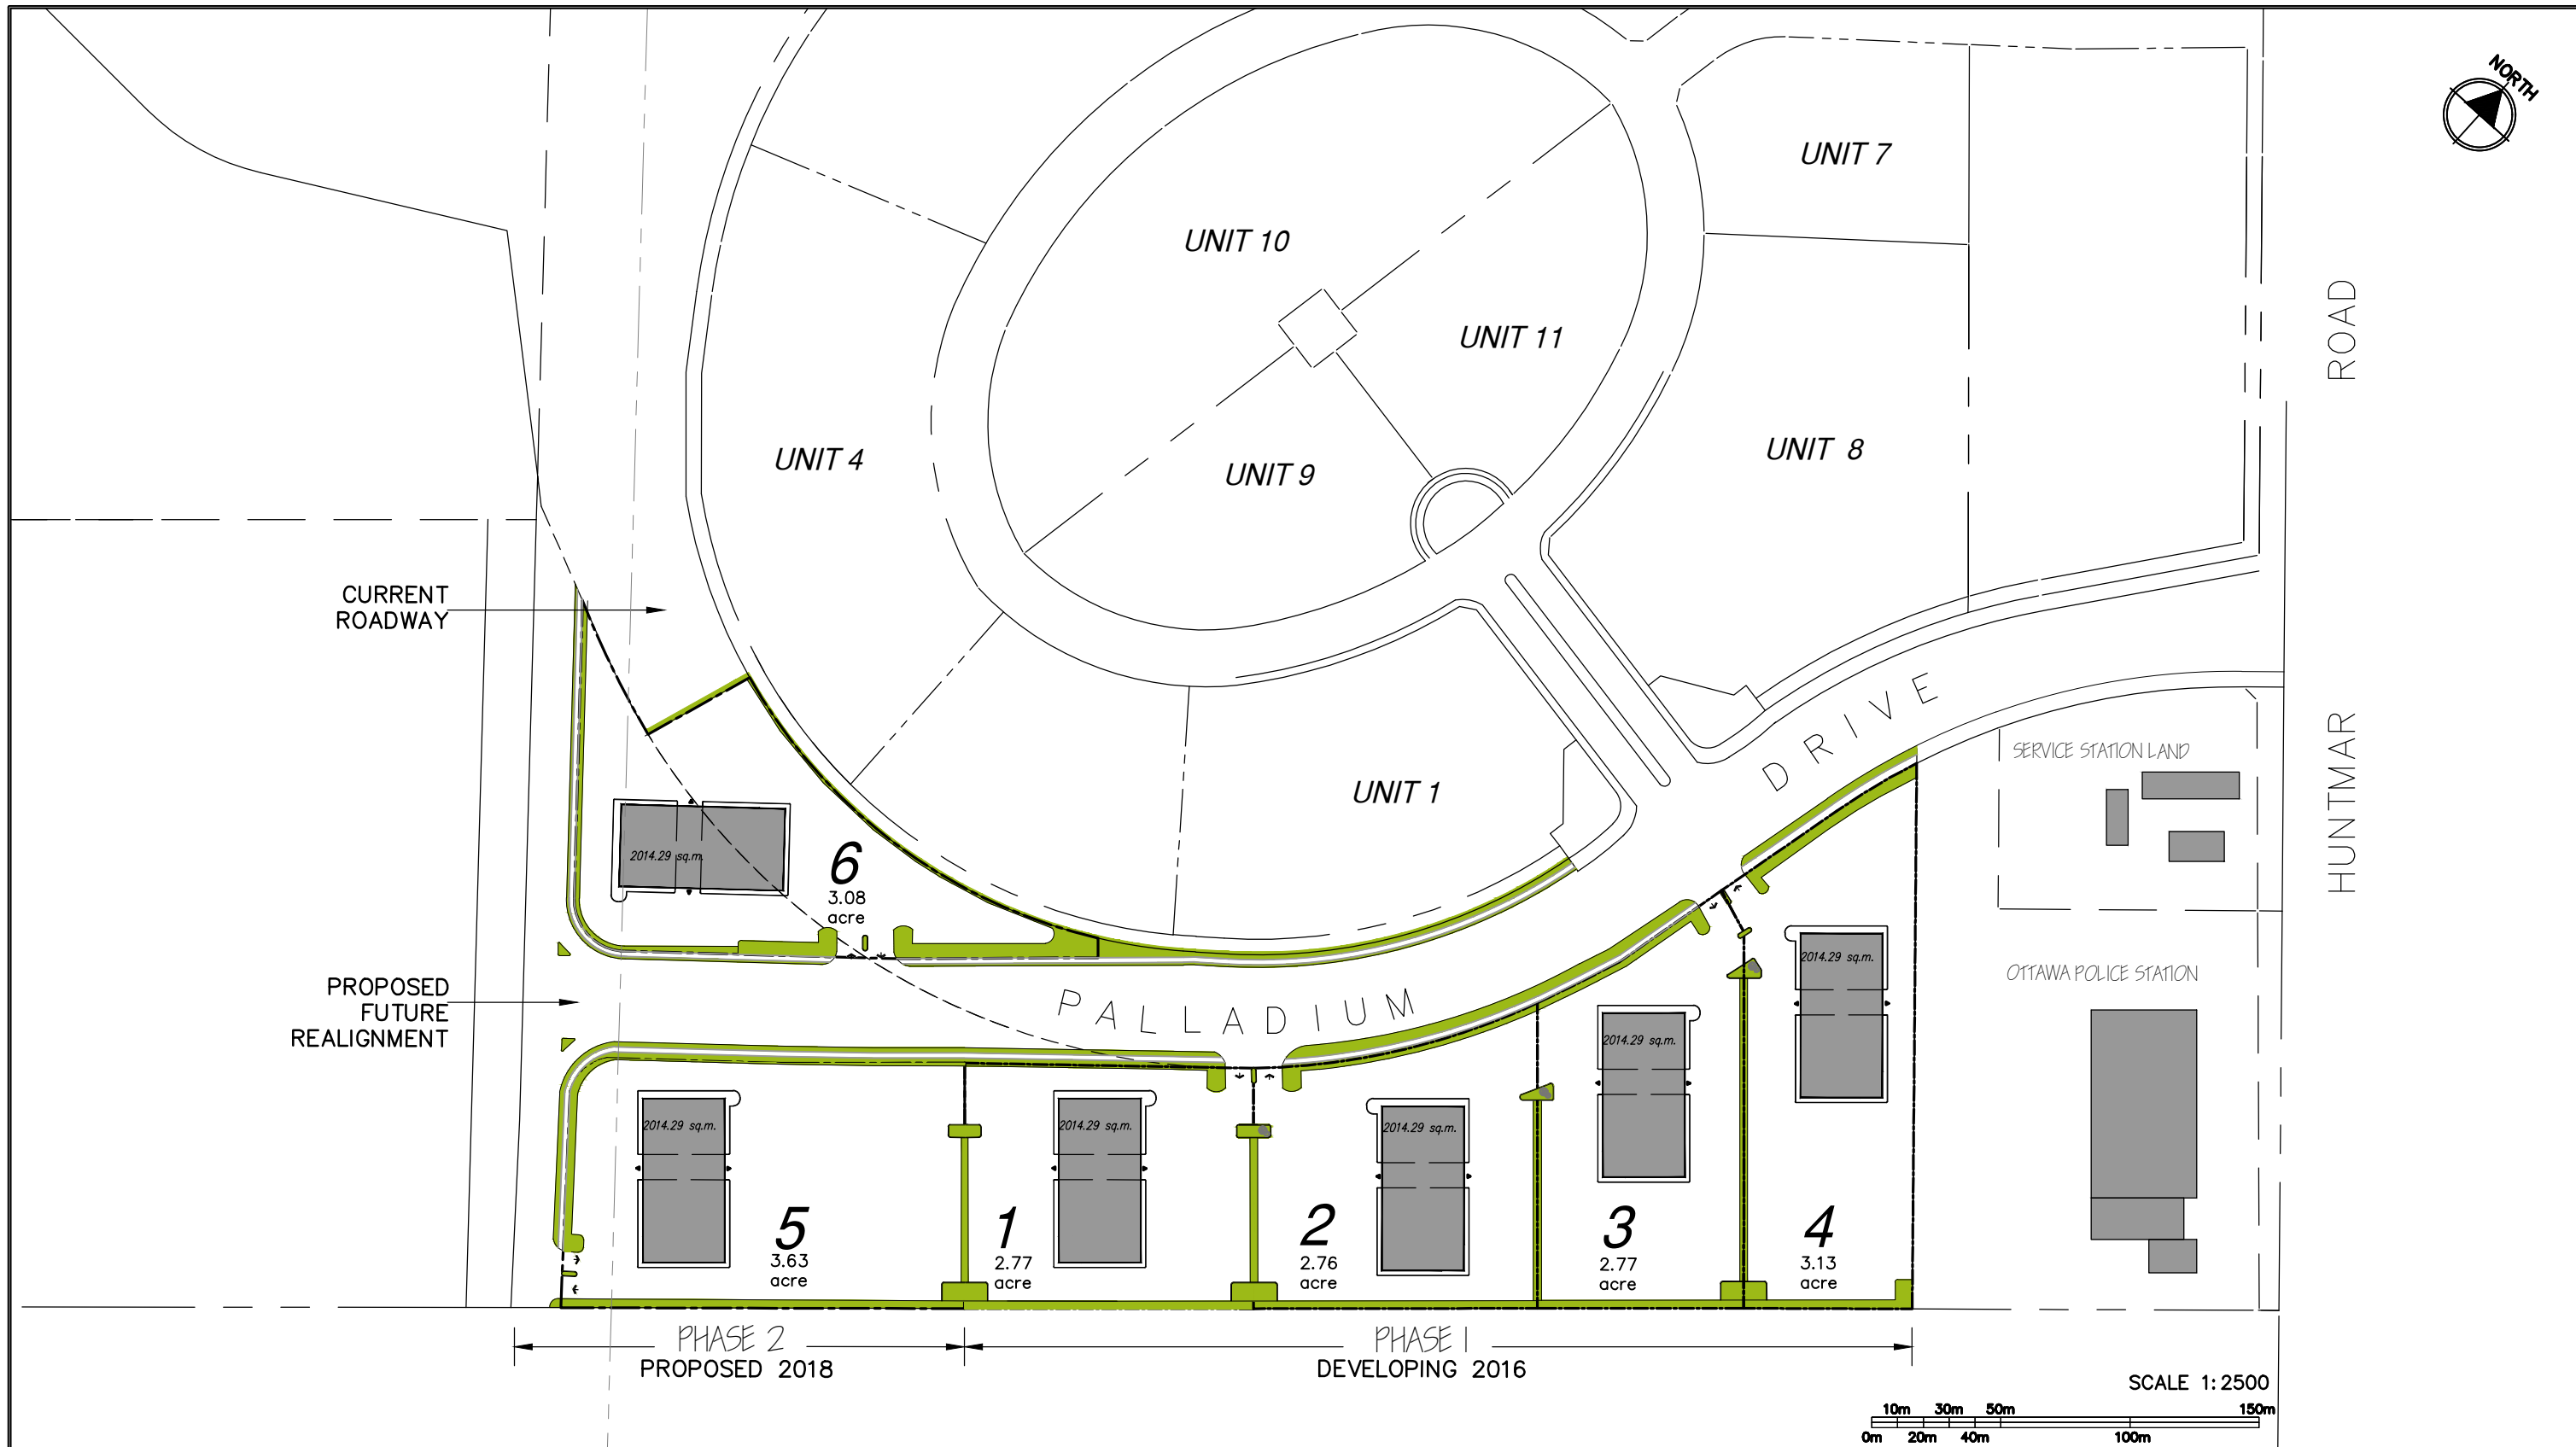 NORTH
UNIT 7
UNIT 10
UNIT 11
ROAD
UNIT 4
UNIT 9
UNIT 8
CURRENT
ROADWAY
DRIVE
SERVICE STATION LAND
HUNTMAR
UNIT 1
2014.29 sq.m.
6
3.08
acre
2014.29 sq.m.
OTTAWA POLICE STATION
PROPOSED
FUTURE
REALIGNMENT
PALLADIUM
2014.29 sq.m.
2014.29 sq.m.
2014.29 sq.m.
2014.29 sq.m.
5
3.63
acre
1
2.77
acre
2
2.76
acre
3
2.77
acre
4
3.13
acre
PHASE 2
PROPOSED 2018
PHASE 1
DEVELOPING 2016
SCALE 1:2500
10m 30m 50m 150m
0m 20m 40m 100m